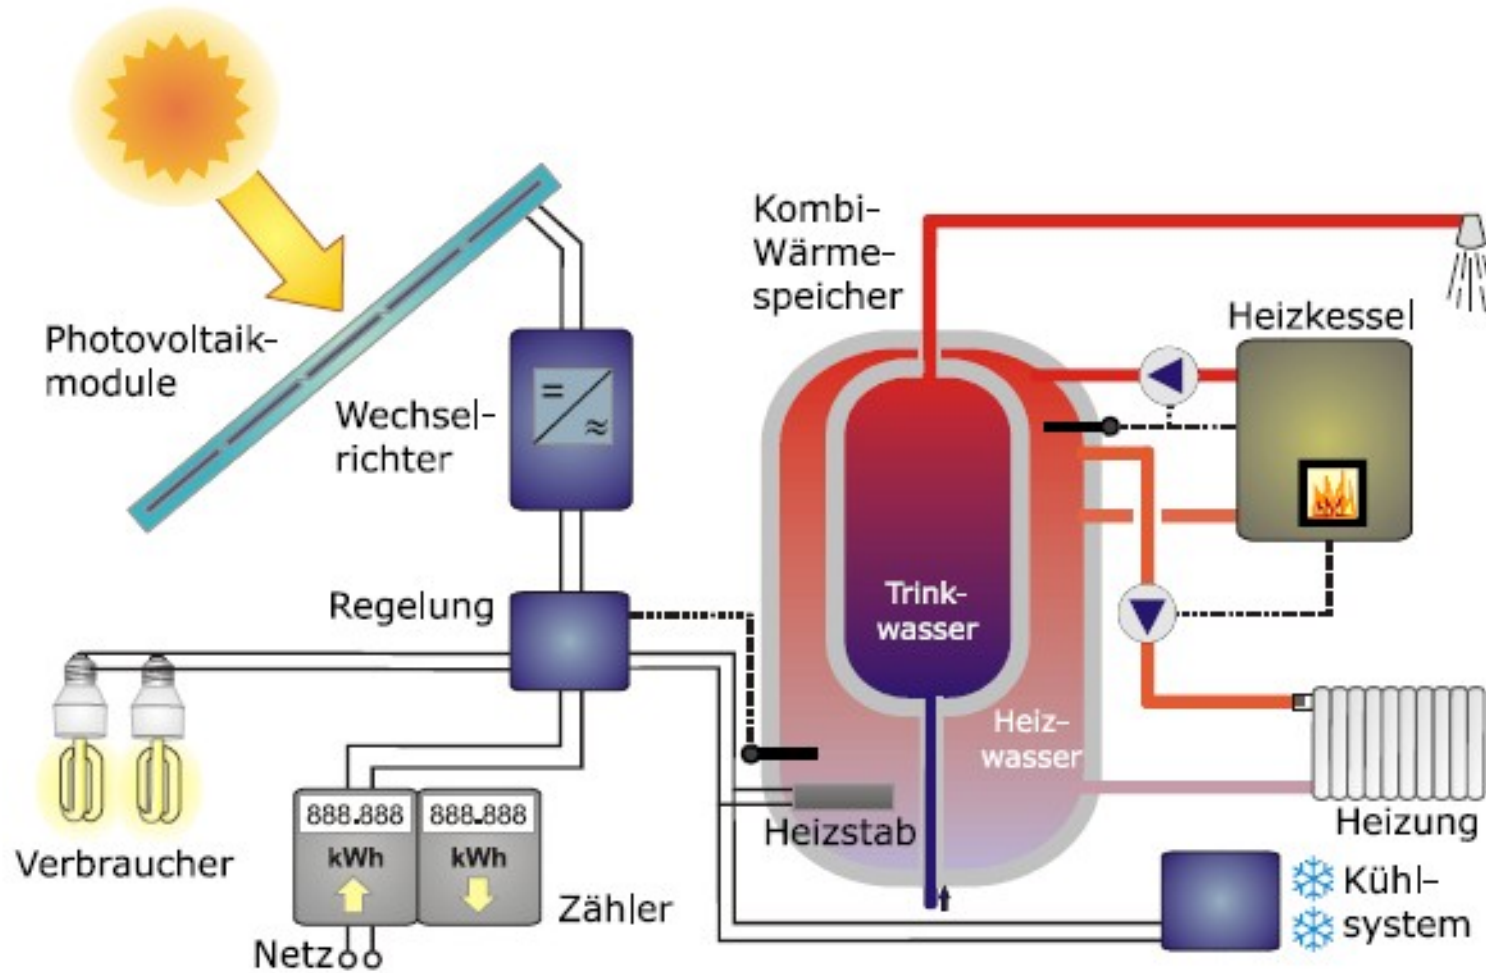 Kombi-
Wärme-
speicher
Heizkessel
Photovoltaik-
module
Wechsel-
richter
=
≈
Regelung
Trink-
wasser
Heiz-
wasser
888.888
888.888
kWh
kWh
Heizstab
Heizung
Verbraucher
Zähler
Netz
Kühl-
system